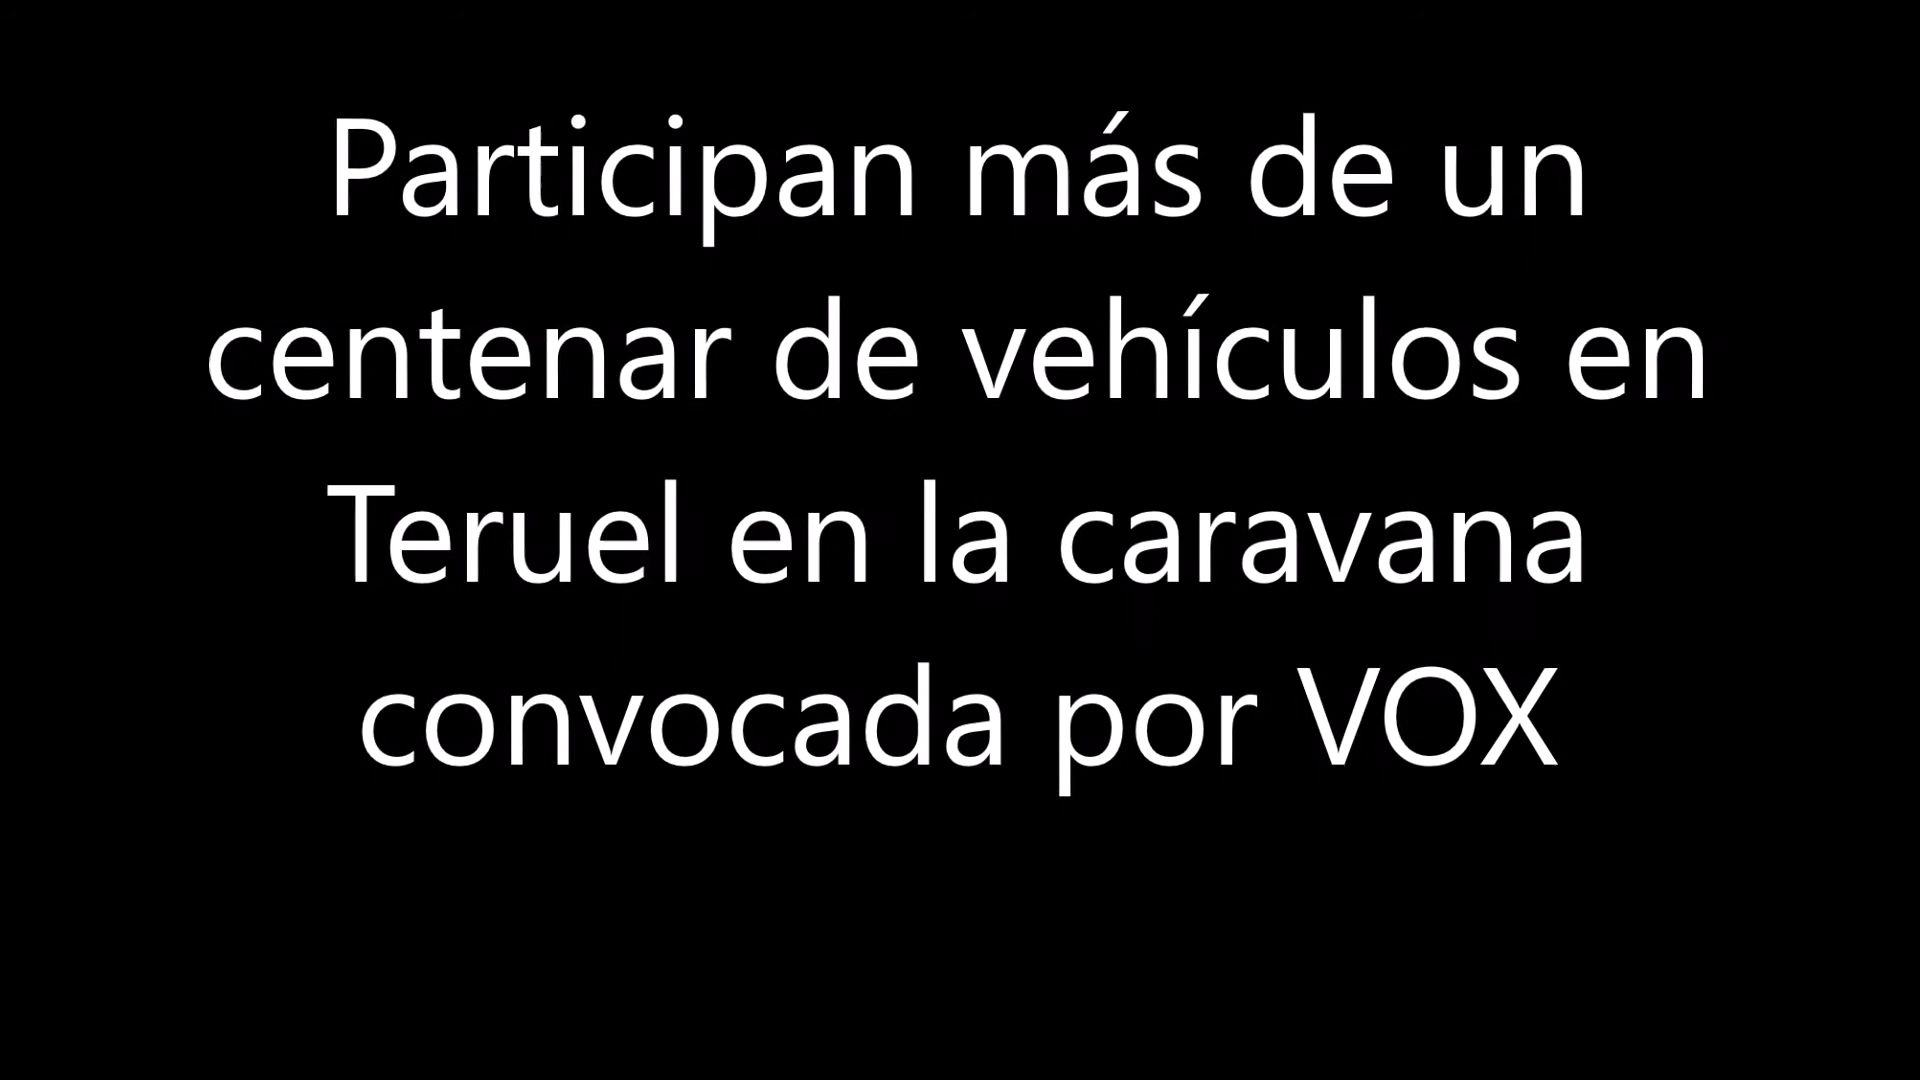 Participan más de un
centenar de vehículos en
Teruel en la caravana
convocada por VOX